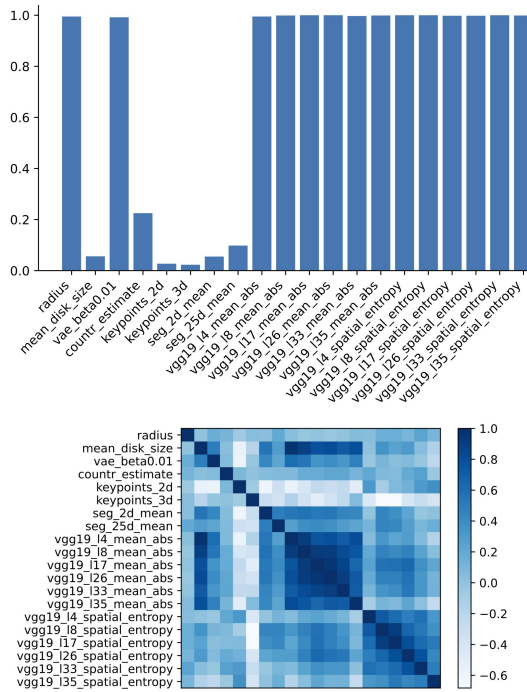 1.0
0.8
0.6
0.4
0.2
0.0
radius
mean_disk_size
vae_beta0.01
countr_estimate
keypoints_2d
keypoints_3d
seg_2d_mean
seg_25d_mean
vgg19_l4_mean_abs
vgg19_l8_mean_abs
vgg19_l17_mean_abs
vgg19_l26_mean_abs
vgg19_l33_mean_abs
vgg19_l35_mean_abs
vgg19_l4_spatial_entropy
vgg19_l8_spatial_entropy
vgg19_l17_spatial_entropy
vgg19_l26_spatial_entropy
vgg19_l33_spatial_entropy
vgg19_l35_spatial_entropy
radius
mean_disk_size
vae_beta0.01
countr_estimate
keypoints_2d
keypoints_3d
seg_2d_mean
seg_25d_mean
vgg19_l4_mean_abs
vgg19_l8_mean_abs
vgg19_l17_mean_abs
vgg19_l26_mean_abs
vgg19_l33_mean_abs
vgg19_l35_mean_abs
vgg19_l4_spatial_entropy
vgg19_l8_spatial_entropy
vgg19_l17_spatial_entropy
vgg19_l26_spatial_entropy
vgg19_l33_spatial_entropy
vgg19_l35_spatial_entropy
1.0
0.8
0.6
0.4
0.2
0.0
−0.2
−0.4
−0.6